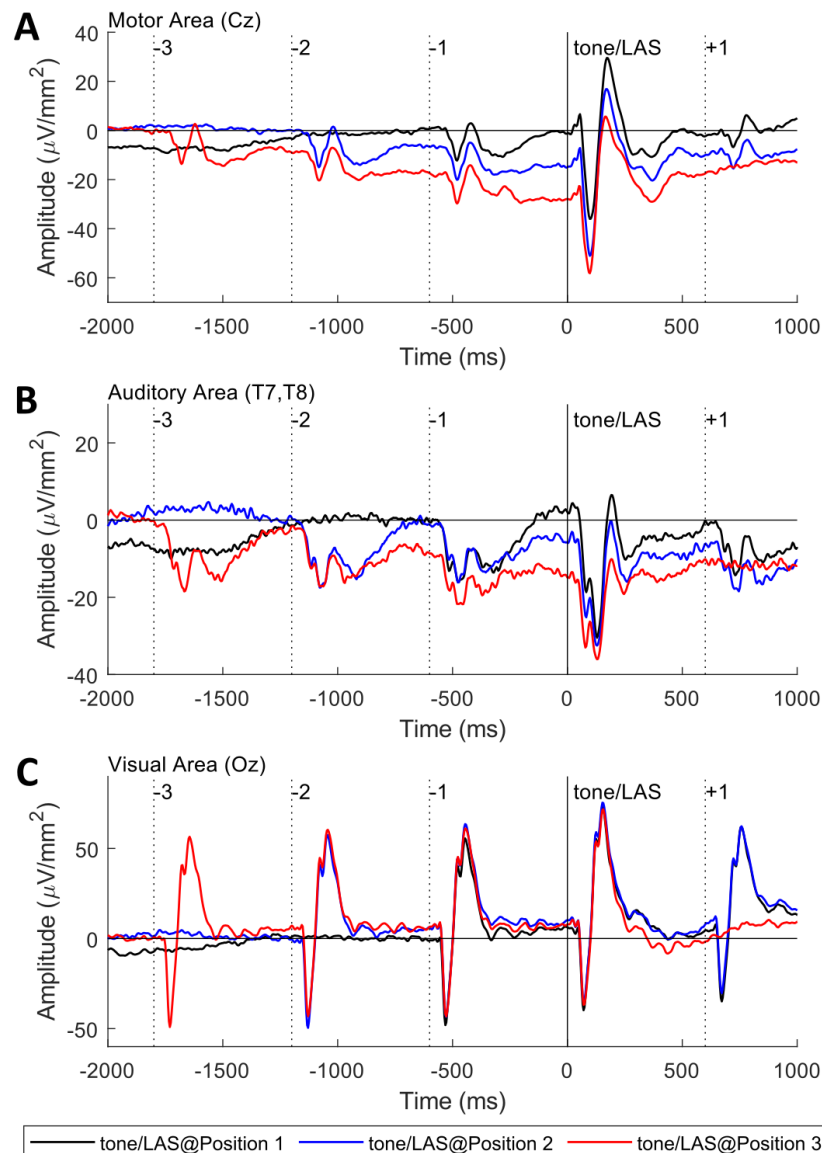 A
Motor Area (Cz)
-3
-2
-1
tone/LAS
+1
0
-20
-40
-60
Amplitude (μV/mm²)
-2000
-1500
-1000
-500
0
500
1000
Time (ms)
B
Auditory Area (T7,T8)
-3
-2
-1
tone/LAS
+1
20
0
-20
-40
Amplitude (μV/mm²)
-2000
-1500
-1000
-500
0
500
1000
Time (ms)
C
Visual Area (Oz)
-3
-2
-1
tone/LAS
+1
50
0
-50
Amplitude (μV/mm²)
-2000
-1500
-1000
-500
0
500
1000
Time (ms)
tone/LAS@Position 1
tone/LAS@Position 2
tone/LAS@Position 3